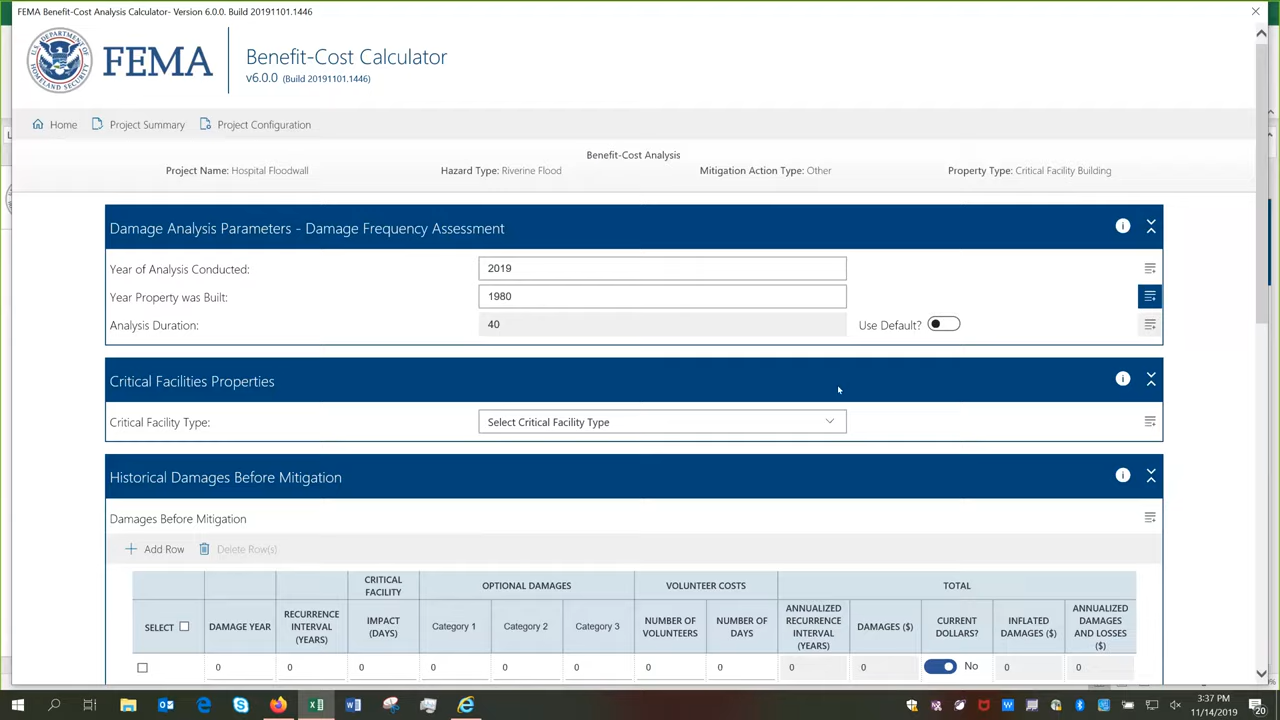 FEMA Benefit-Cost Analysis Calculator- Version 6.0.0. Build 20191101.1446
FEMA
Benefit-Cost Calculator
v6.0.0 (Build 20191101.1446)
Home Project Summary Project Configuration
Benefit-Cost Analysis
Project Name: Hospital Floodwall Hazard Type: Riverine Flood Mitigation Action Type: Other Property Type: Critical Facility Building
Damage Analysis Parameters - Damage Frequency Assessment
Year of Analysis Conducted: 2019
Year Property was Built: 1980
Analysis Duration: 40 Use Default?
Critical Facilities Properties
Critical Facility Type: Select Critical Facility Type
Historical Damages Before Mitigation
Damages Before Mitigation
Add Row Delete Row(s)
CRITICAL FACILITY OPTIONAL DAMAGES VOLUNTEER COSTS TOTAL
SELECT DAMAGE YEAR RECURRENCE INTERVAL (YEARS) IMPACT (DAYS) Category 1 Category 2 Category 3 NUMBER OF VOLUNTEERS NUMBER OF DAYS ANNUALIZED RECURRENCE INTERVAL (YEARS) DAMAGES ($) CURRENT DOLLARS? INFLATED DAMAGES ($) ANNUALIZED DAMAGES AND LOSSES ($)
0 0 0 0 0 0 0 0 0 0 No 0 0
3:37 PM
11/14/2019
20